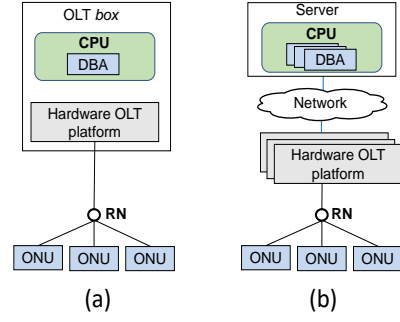 OLT box
CPU
DBA
Hardware OLT
platform
RN
ONU ONU ONU
(a)
Server
CPU
DBA
Network
Hardware OLT
platform
RN
ONU ONU ONU
(b)